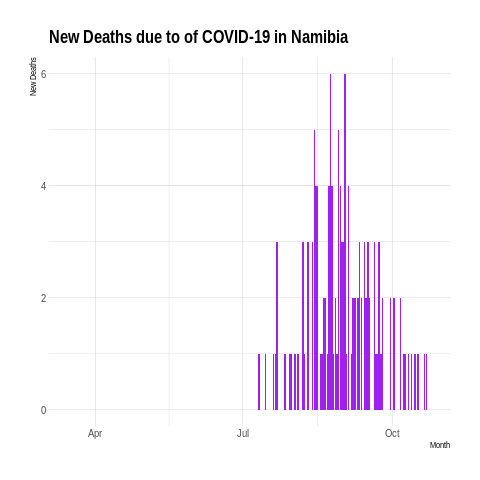 New Deaths due to of COVID-19 in Namibia
New Deaths
6
4
2
0
Apr
Jul
Oct
Month